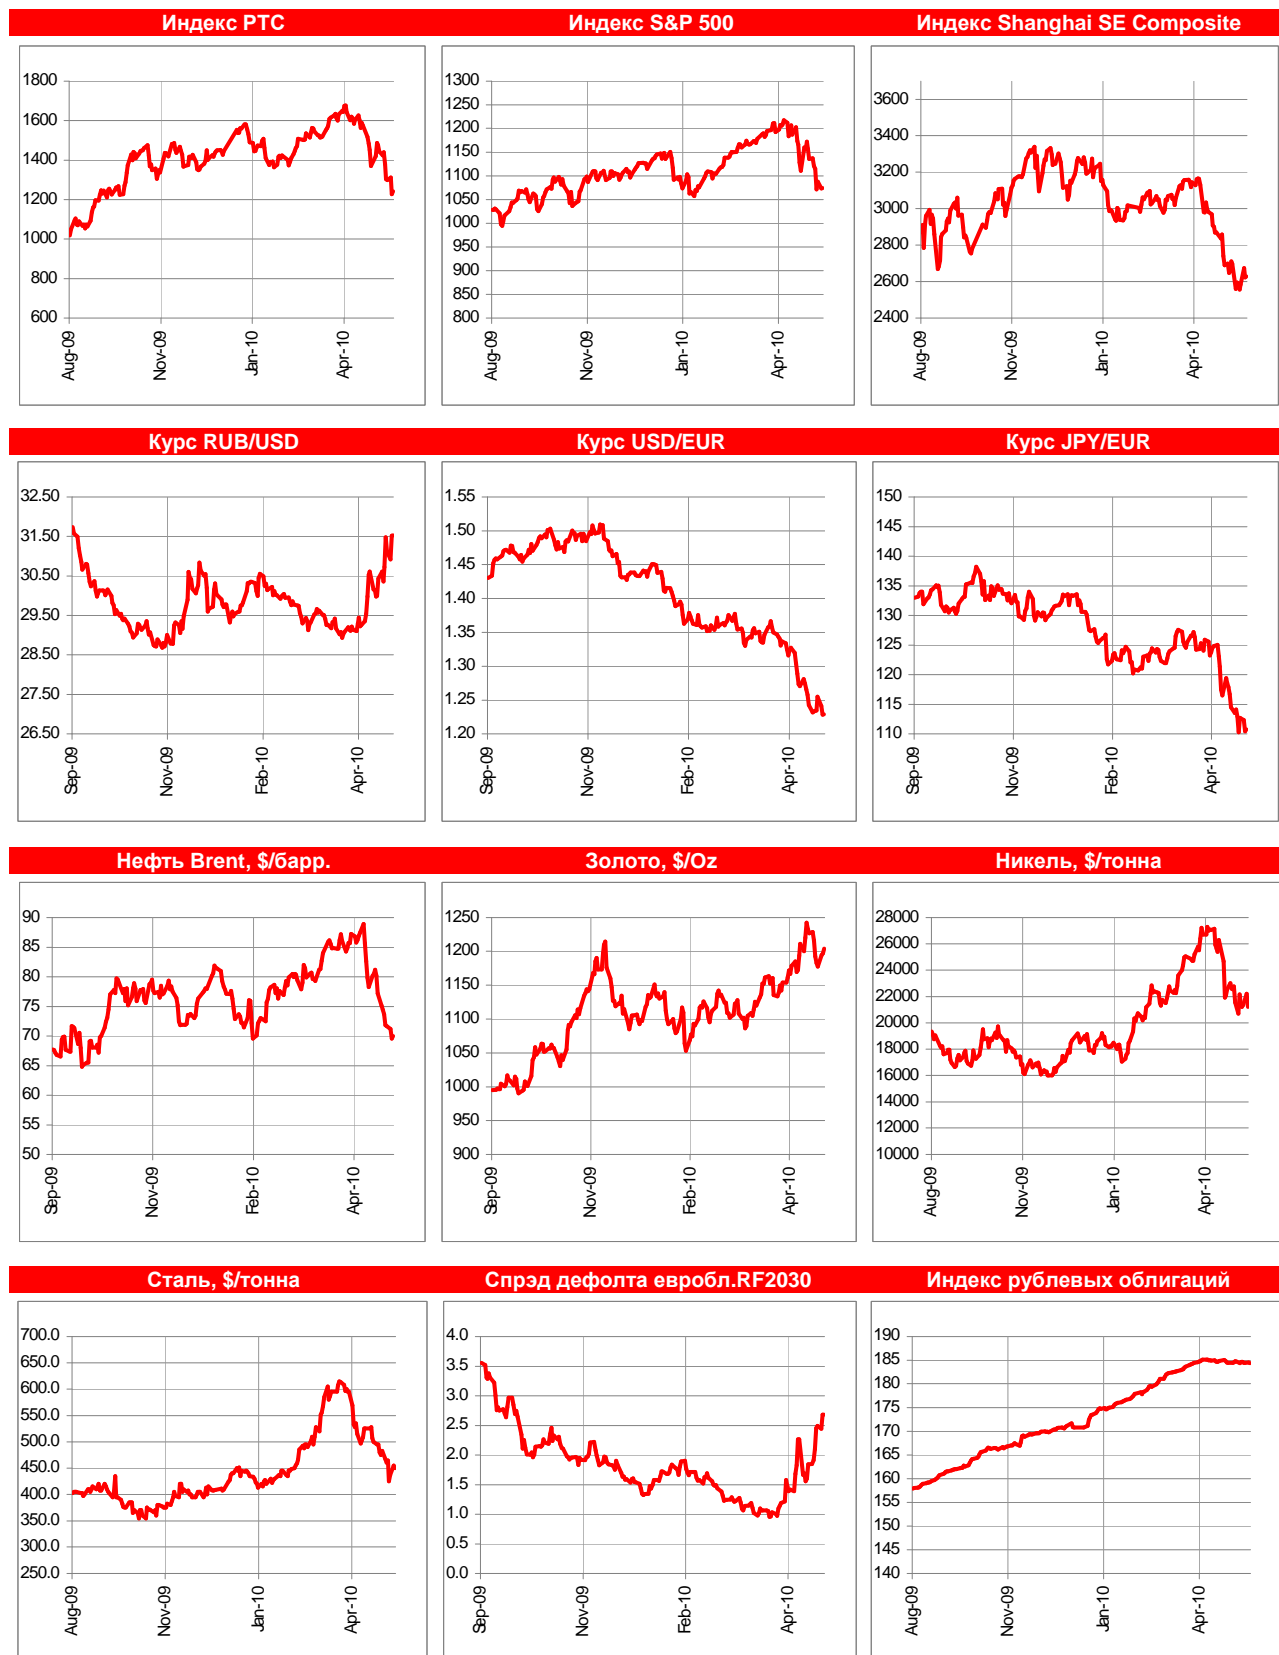 Индекс РТС
Индекс S&P 500
Индекс Shanghai SE Composite
1800
1600
1400
1200
1000
800
600
Aug-09
Nov-09
Jan-10
Apr-10
1300
1250
1200
1150
1100
1050
1000
950
900
850
800
Aug-09
Nov-09
Jan-10
Apr-10
3600
3400
3200
3000
2800
2600
2400
Aug-09
Nov-09
Jan-10
Apr-10
Курс RUB/USD
Курс USD/EUR
Курс JPY/EUR
32.50
31.50
30.50
29.50
28.50
27.50
26.50
Sep-09
Nov-09
Feb-10
Apr-10
1.55
1.50
1.45
1.40
1.35
1.30
1.25
1.20
Sep-09
Nov-09
Feb-10
Apr-10
150
145
140
135
130
125
120
115
110
Sep-09
Nov-09
Feb-10
Apr-10
Нефть Brent, $/барр.
Золото, $/Oz
Никель, $/тонна
90
85
80
75
70
65
60
55
50
Sep-09
Nov-09
Feb-10
Apr-10
1250
1200
1150
1100
1050
1000
950
900
Sep-09
Nov-09
Feb-10
Apr-10
28000
26000
24000
22000
20000
18000
16000
14000
12000
10000
Aug-09
Nov-09
Jan-10
Apr-10
Сталь, $/тонна
Спрэд дефолта евробл.RF2030
Индекс рублевых облигаций
700.0
650.0
600.0
550.0
500.0
450.0
400.0
350.0
300.0
250.0
Aug-09
Nov-09
Jan-10
Apr-10
4.0
3.5
3.0
2.5
2.0
1.5
1.0
0.5
0.0
Sep-09
Nov-09
Feb-10
Apr-10
190
185
180
175
170
165
160
155
150
145
140
Aug-09
Nov-09
Jan-10
Apr-10